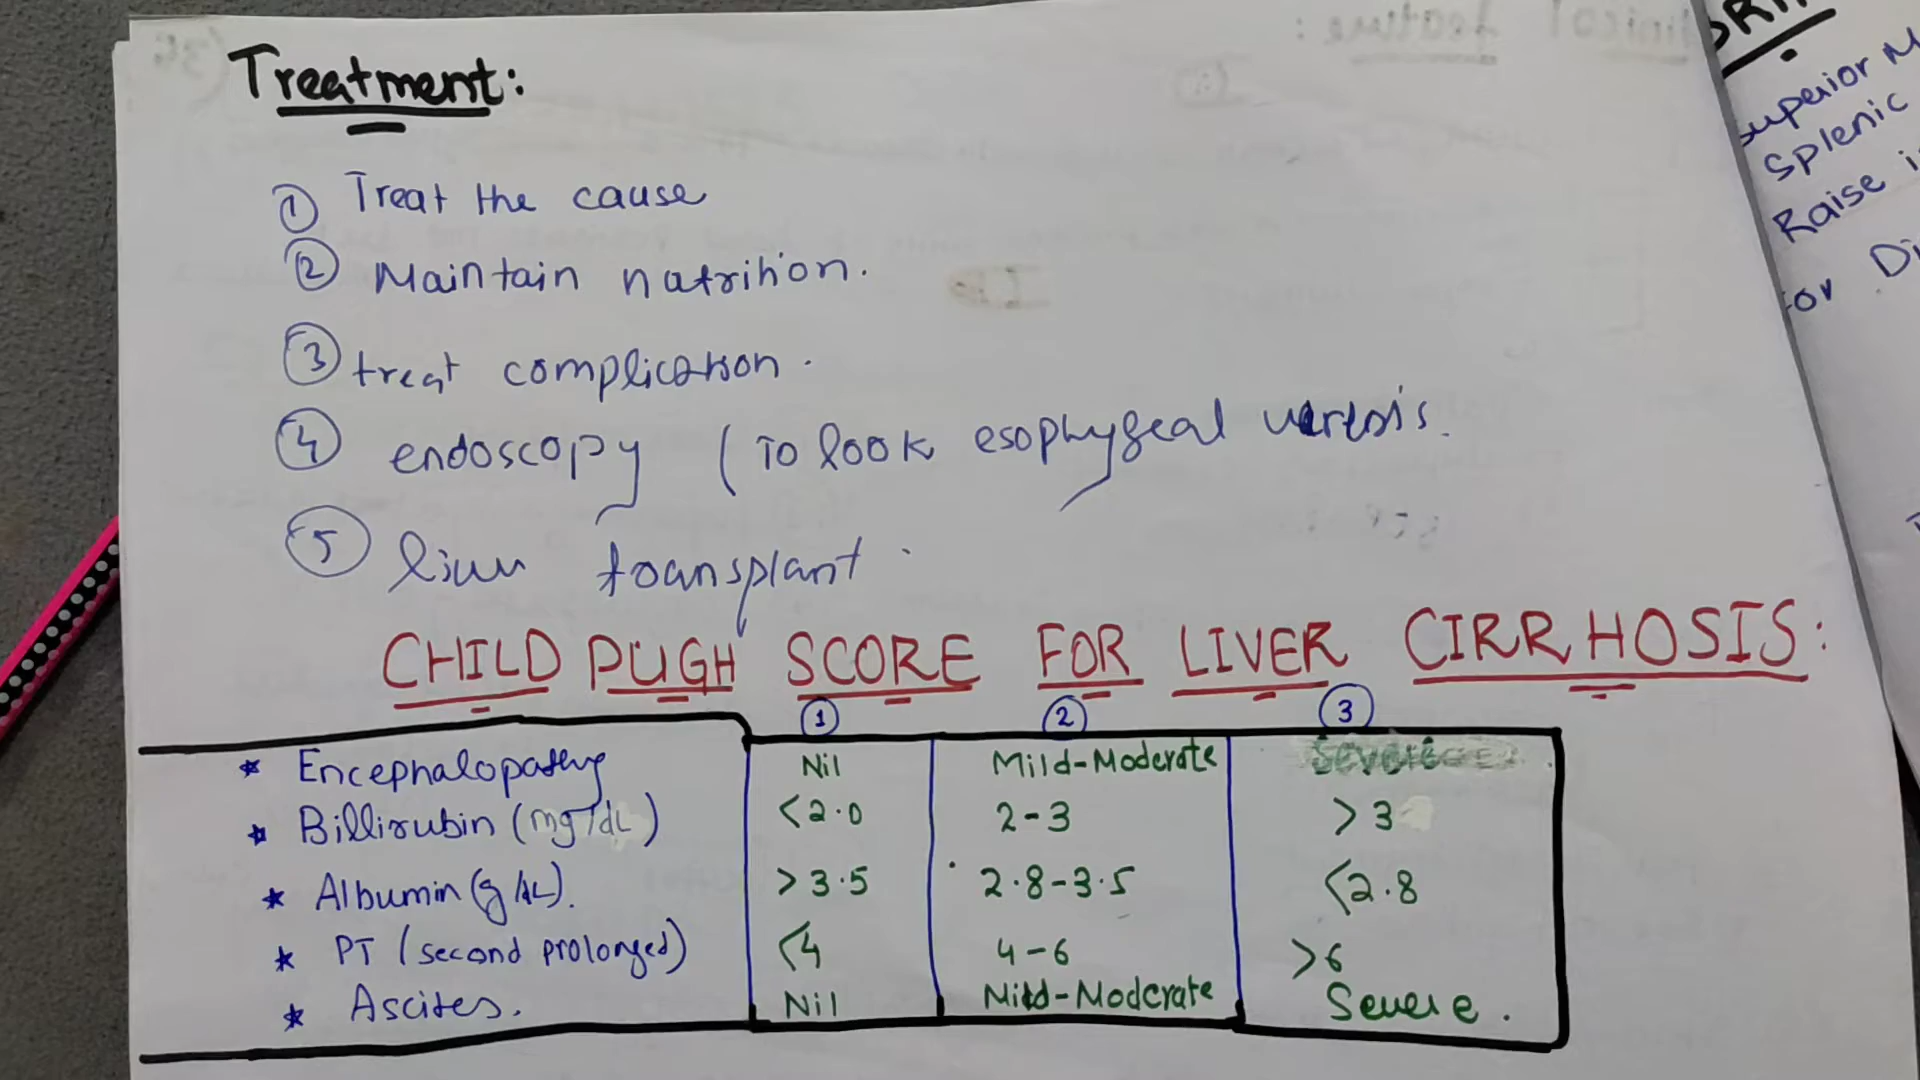 Treatment:
① Treat the cause
② Maintain natrition.
③ treat complication.
④ endoscopy (To look esophygeal
⑤ liver transplant.
CHILD PUGH SCORE FOR LIVER CIRRHOSIS:
① ② ③
* Encephalopathy Nil Mild-Moderate Severe
* Billirubin (mg/dL) <2.0 2-3 >3
* Albumin (g/dL). >3.5 2.8-3.5 <2.8
* PT (second prolonged) <4 4-6 >6
* Ascites. Nil Mild-Moderate Severe.
Superior
Splenic
Raise
for